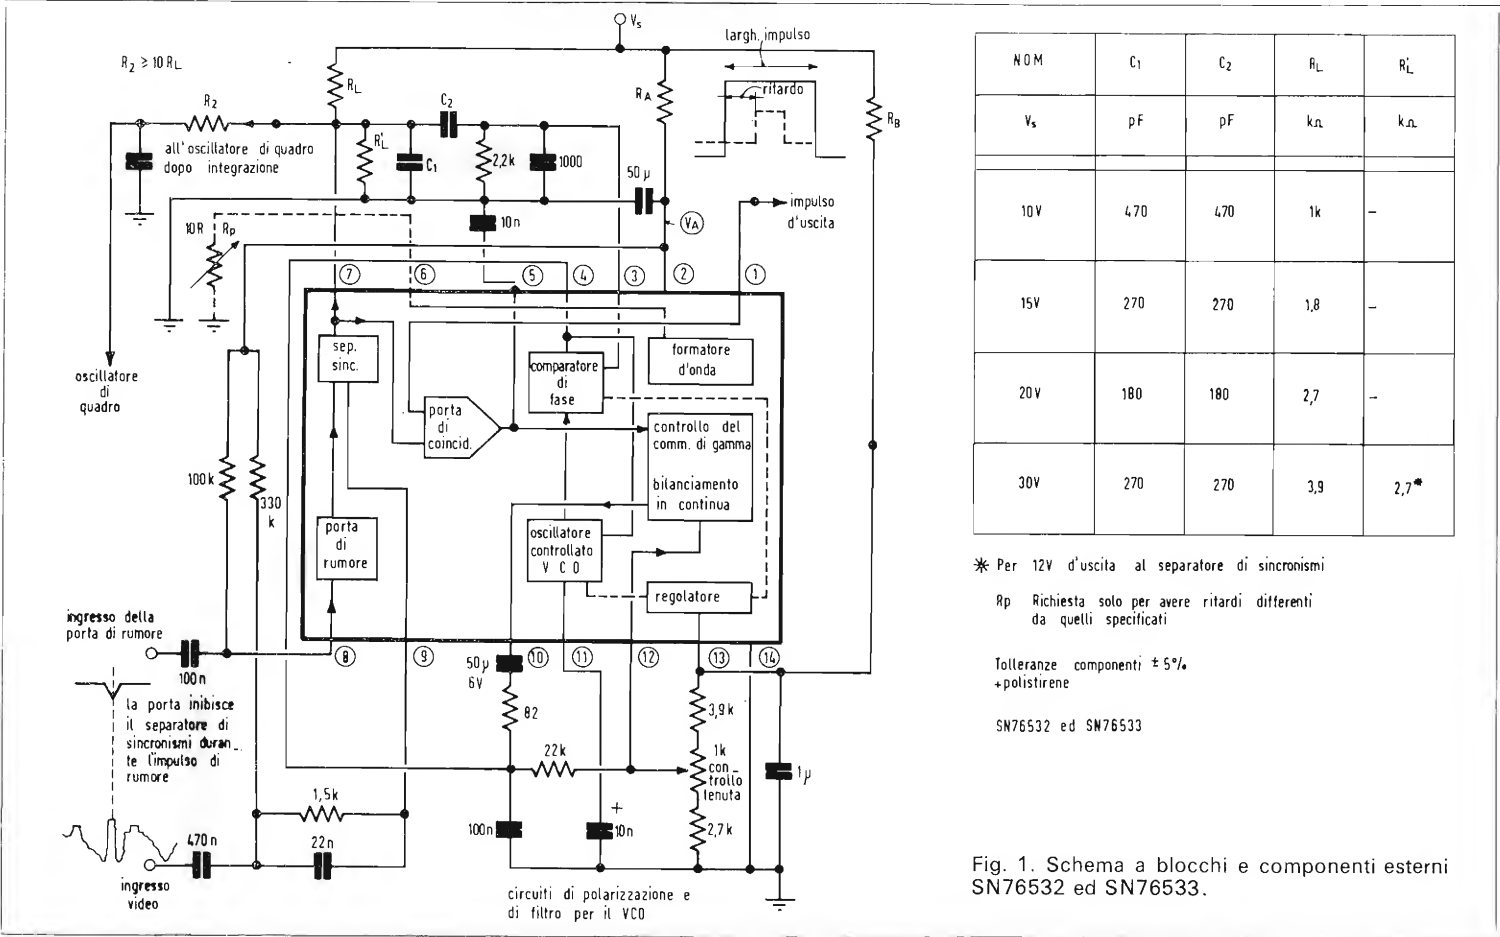 Vs
largh. impulso
ritardo
R2 ≥ 10 RL
RL
RA
RB
R2
C2
R'L
C1
2,2k
1000
50 µ
all'oscillatore di quadro
dopo integrazione
10R
Rp
10n
VA
impulso
d'uscita
7
6
5
4
3
2
1
sep.
sinc.
comparatore
di
fase
formatore
d'onda
oscillatore
di
quadro
porta
di
coincid.
controllo del
comm. di gamma
bilanciamento
in continua
100k
330
k
porta
di
rumore
oscillatore
controllato
V C O
regolatore
ingresso della
porta di rumore
100n
8
9
10
11
12
13
14
50 µ
6V
82
3,9k
22k
1k
con_
trollo
tenuta
1µ
la porta inibisce
il separatore di
sincronismi duran_
te l'impulso di
rumore
1,5k
100n
+
10n
2,7k
470n
22n
ingresso
video
circuiti di polarizzazione e
di filtro per il VCO
NOM C1 C2 RL R'L
Vs pF pF kΩ kΩ
10V 470 470 1k –
15V 270 270 1,8 –
20V 180 180 2,7 –
30V 270 270 3,9 2,7*
* Per 12V d'uscita al separatore di sincronismi
Rp Richiesta solo per avere ritardi differenti
da quelli specificati
Tolleranze componenti ± 5%
+polistirene
SN76532 ed SN76533
Fig. 1. Schema a blocchi e componenti esterni
SN76532 ed SN76533.